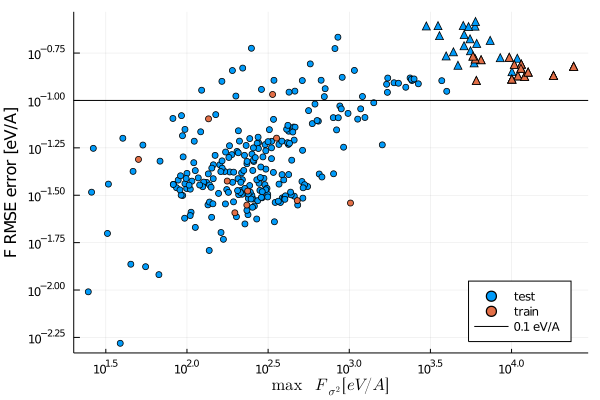 F RMSE error [eV/A]
10^-0.75
10^-1.00
10^-1.25
10^-1.50
10^-1.75
10^-2.00
10^-2.25
test
train
0.1 eV/A
10^1.5 10^2.0 10^2.5 10^3.0 10^3.5 10^4.0
max F_σ²[eV/A]